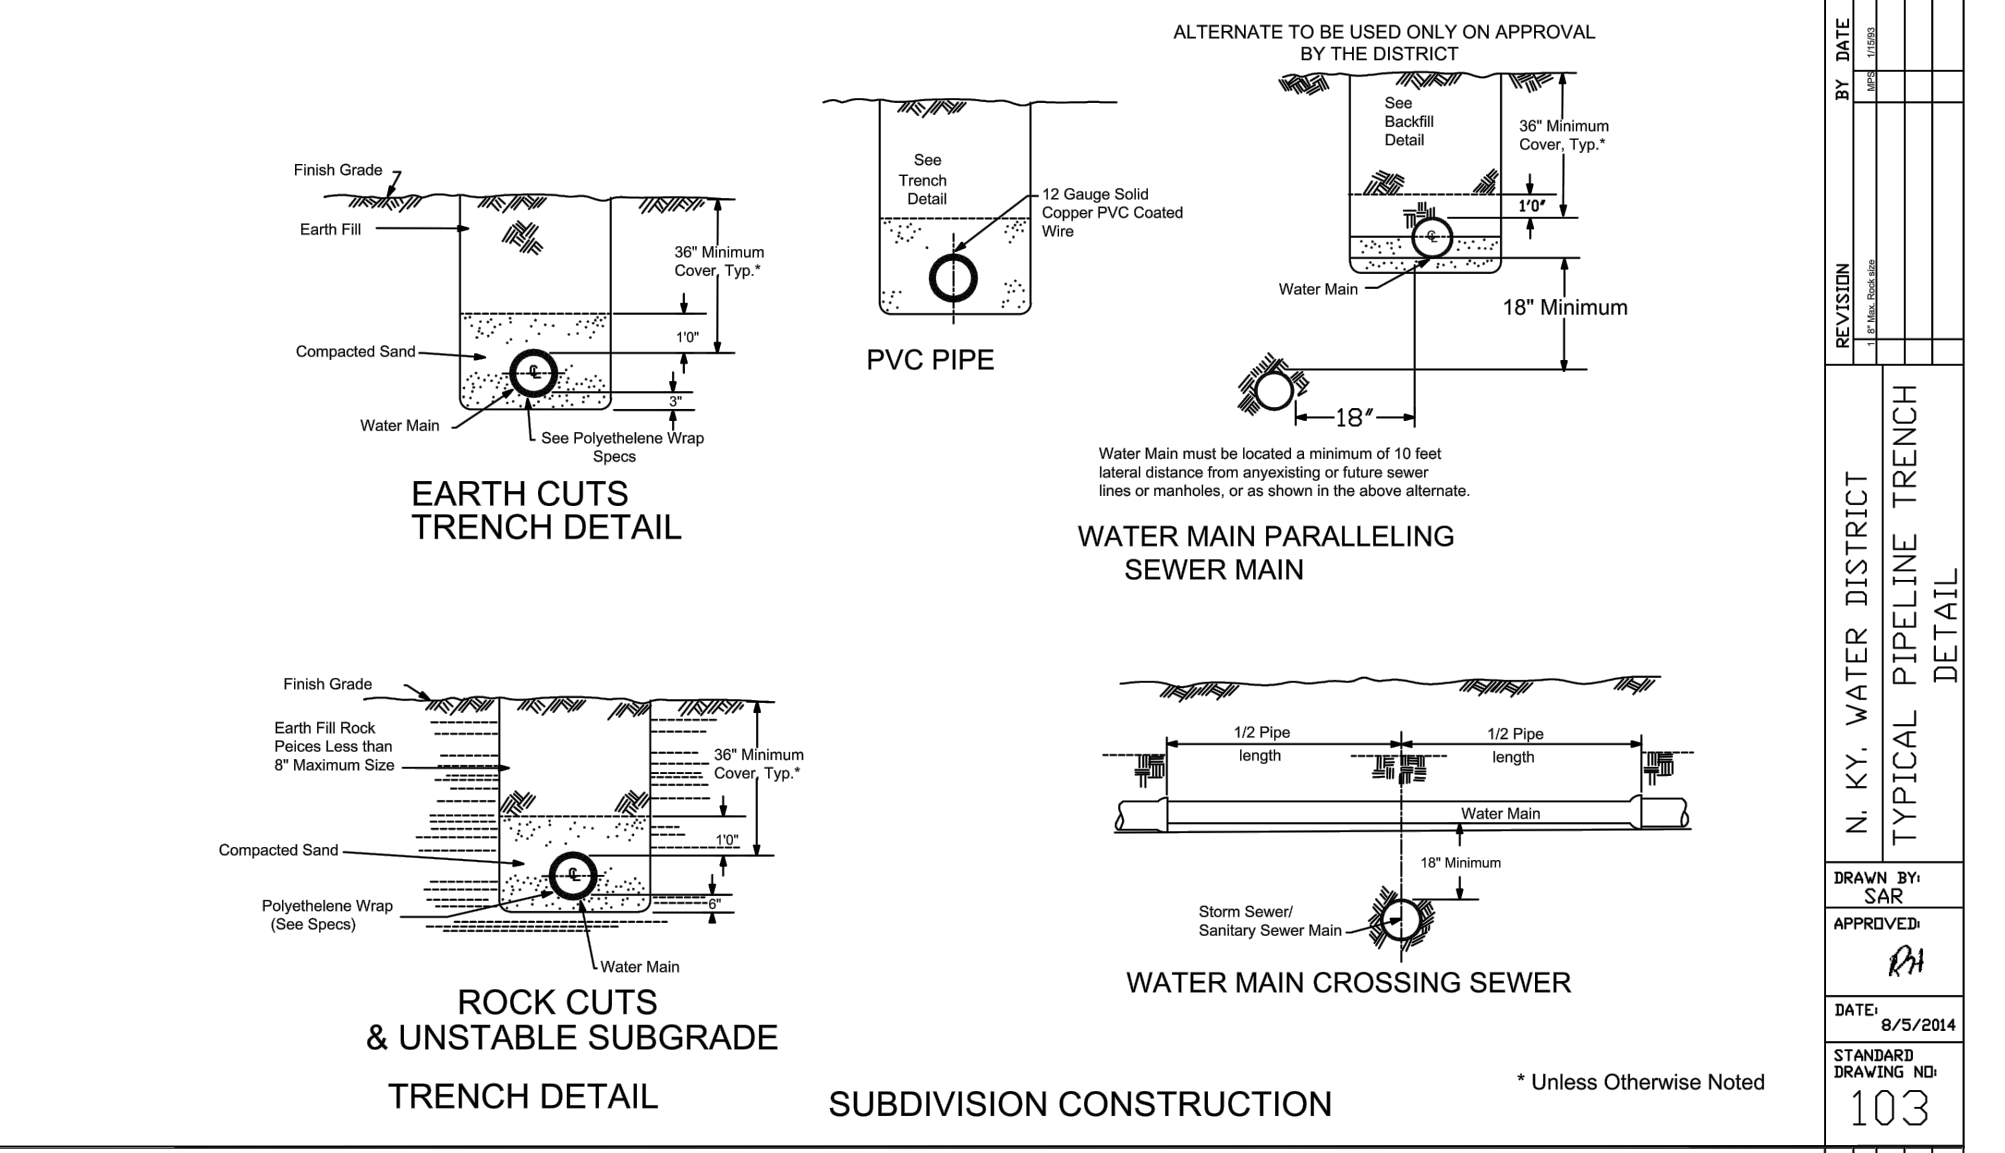 ALTERNATE TO BE USED ONLY ON APPROVAL
BY THE DISTRICT
Finish Grade
Earth Fill
36" Minimum
Cover, Typ.*
1'0"
Compacted Sand
3"
℄
Water Main
See Polyethelene Wrap
Specs
EARTH CUTS
TRENCH DETAIL
See
Trench
Detail
12 Gauge Solid
Copper PVC Coated
Wire
PVC PIPE
See
Backfill
Detail
36" Minimum
Cover, Typ.*
1'0"
℄
Water Main
18" Minimum
18"
Water Main must be located a minimum of 10 feet
lateral distance from anyexisting or future sewer
lines or manholes, or as shown in the above alternate.
WATER MAIN PARALLELING
SEWER MAIN
Finish Grade
Earth Fill Rock
Peices Less than
8" Maximum Size
36" Minimum
Cover, Typ.*
1'0"
Compacted Sand
℄
6"
Polyethelene Wrap
(See Specs)
Water Main
ROCK CUTS
& UNSTABLE SUBGRADE
TRENCH DETAIL
1/2 Pipe
length
1/2 Pipe
length
Water Main
18" Minimum
Storm Sewer/
Sanitary Sewer Main
WATER MAIN CROSSING SEWER
SUBDIVISION CONSTRUCTION
* Unless Otherwise Noted
REVISION
BY
DATE
1 8" Max. Rock size
MPS
1/15/93
N. KY. WATER DISTRICT
TYPICAL PIPELINE TRENCH
DETAIL
DRAWN BY:
SAR
APPROVED:
RH
DATE:
8/5/2014
STANDARD
DRAWING NO:
103